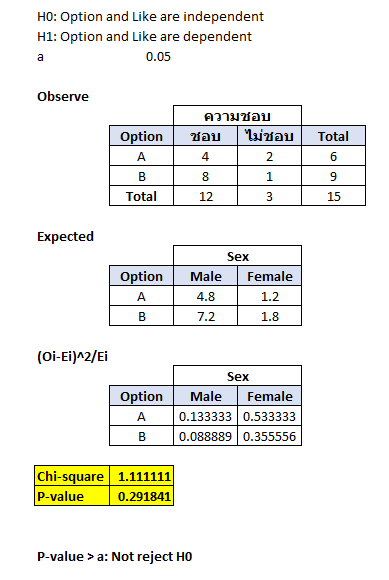 H0: Option and Like are independent
H1: Option and Like are dependent
a 0.05
Observe
ความชอบ
Option ชอบ ไม่ชอบ Total
A 4 2 6
B 8 1 9
Total 12 3 15
Expected
Sex
Option Male Female
A 4.8 1.2
B 7.2 1.8
(Oi-Ei)^2/Ei
Sex
Option Male Female
A 0.133333 0.533333
B 0.088889 0.355556
Chi-square 1.111111
P-value 0.291841
P-value > a: Not reject H0